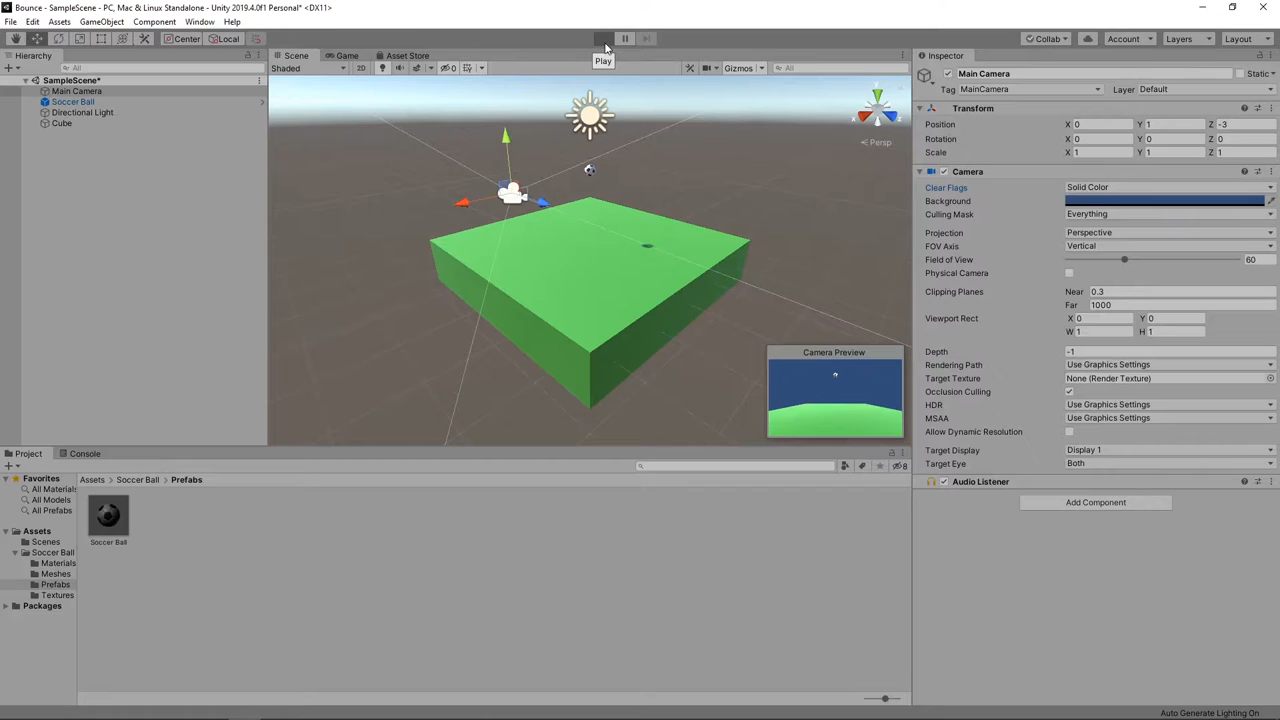 Bounce - SampleScene - PC, Mac & Linux Standalone - Unity 2019.4.0f1 Personal* <DX11>
File Edit Assets GameObject Component Window Help
Center Local Collab Account Layers Layout
Play
Hierarchy
All
SampleScene*
Main Camera
Soccer Ball
Directional Light
Cube
Scene Game Asset Store
Shaded 2D 0 Gizmos All
y
x z
Persp
Camera Preview
Inspector
Main Camera Static
Tag MainCamera Layer Default
Transform
Position X 0 Y 1 Z -3
Rotation X 0 Y 0 Z 0
Scale X 1 Y 1 Z 1
Camera
Clear Flags Solid Color
Background
Culling Mask Everything
Projection Perspective
FOV Axis Vertical
Field of View 60
Physical Camera
Clipping Planes Near 0.3
Far 1000
Viewport Rect X 0 Y 0
W 1 H 1
Depth -1
Rendering Path Use Graphics Settings
Target Texture None (Render Texture)
Occlusion Culling
HDR Use Graphics Settings
MSAA Use Graphics Settings
Allow Dynamic Resolution
Target Display Display 1
Target Eye Both
Audio Listener
Add Component
Project Console
8
Favorites
All Materials
All Models
All Prefabs
Assets
Scenes
Soccer Ball
Materials
Meshes
Prefabs
Textures
Packages
Assets Soccer Ball Prefabs
Soccer Ball
Auto Generate Lighting On